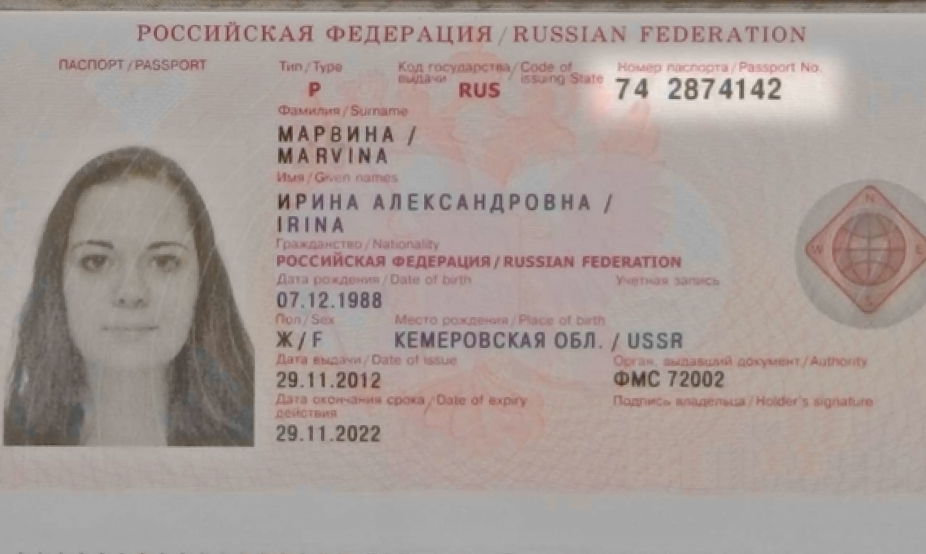 РОССИЙСКАЯ ФЕДЕРАЦИЯ / RUSSIAN FEDERATION
ПАСПОРТ / PASSPORT
Тип / Type
Код государства / Code of
выдачи issuing State
Номер паспорта / Passport No.
P
RUS
74 2874142
Фамилия / Surname
МАРВИНА /
MARVINA
Имя / Given names
ИРИНА АЛЕКСАНДРОВНА /
IRINA
Гражданство / Nationality
РОССИЙСКАЯ ФЕДЕРАЦИЯ / RUSSIAN FEDERATION
Дата рождения / Date of birth
Учетная запись
07.12.1988
Пол / Sex
Место рождения / Place of birth
Ж / F
КЕМЕРОВСКАЯ ОБЛ. / USSR
Дата выдачи / Date of issue
Орган, выдавший документ / Authority
29.11.2012
ФМС 72002
Дата окончания срока / Date of expiry
действия
Подпись владельца / Holder's signature
29.11.2022
N
W
E